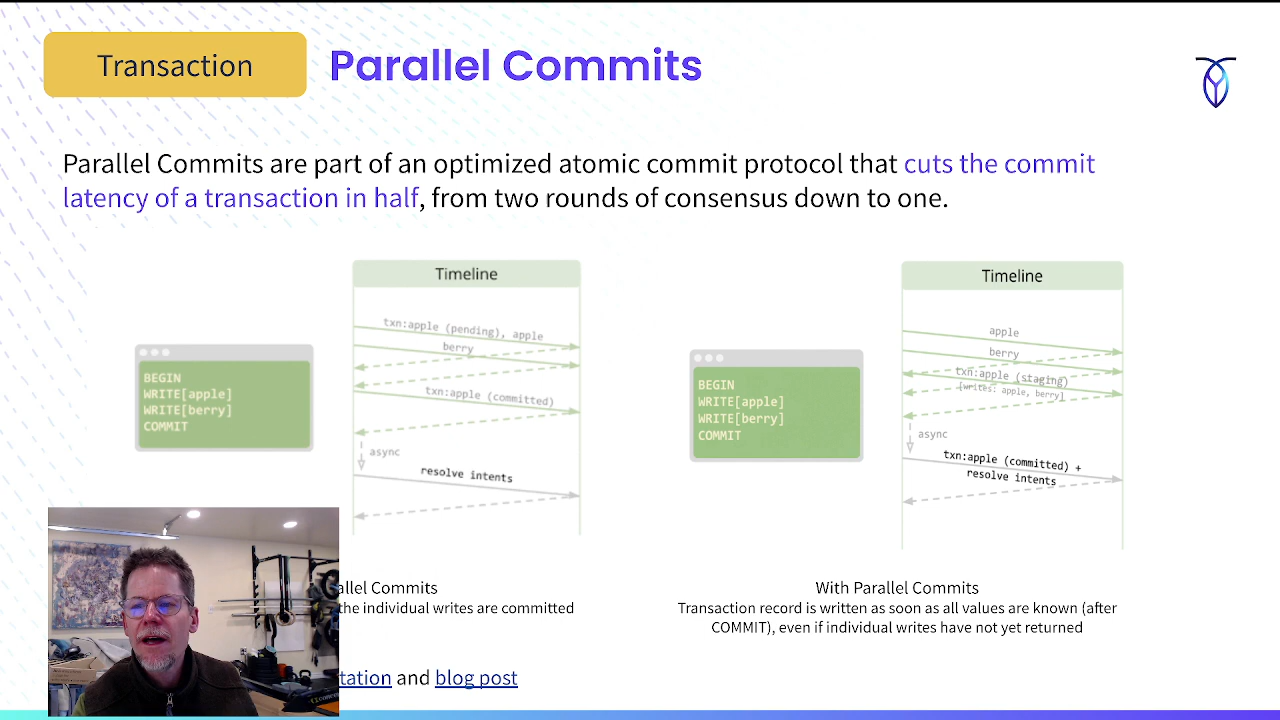 Transaction
Parallel Commits
Parallel Commits are part of an optimized atomic commit protocol that cuts the commit
latency of a transaction in half, from two rounds of consensus down to one.
BEGIN
WRITE[apple]
WRITE[berry]
COMMIT
Timeline
txn:apple (pending), apple
berry
txn:apple (committed)
async
resolve intents
BEGIN
WRITE[apple]
WRITE[berry]
COMMIT
Timeline
apple
berry
txn:apple (staging)
[writes: apple, berry]
async
txn:apple (committed) +
resolve intents
allel Commits
the individual writes are committed
With Parallel Commits
Transaction record is written as soon as all values are known (after
COMMIT), even if individual writes have not yet returned
tation and blog post